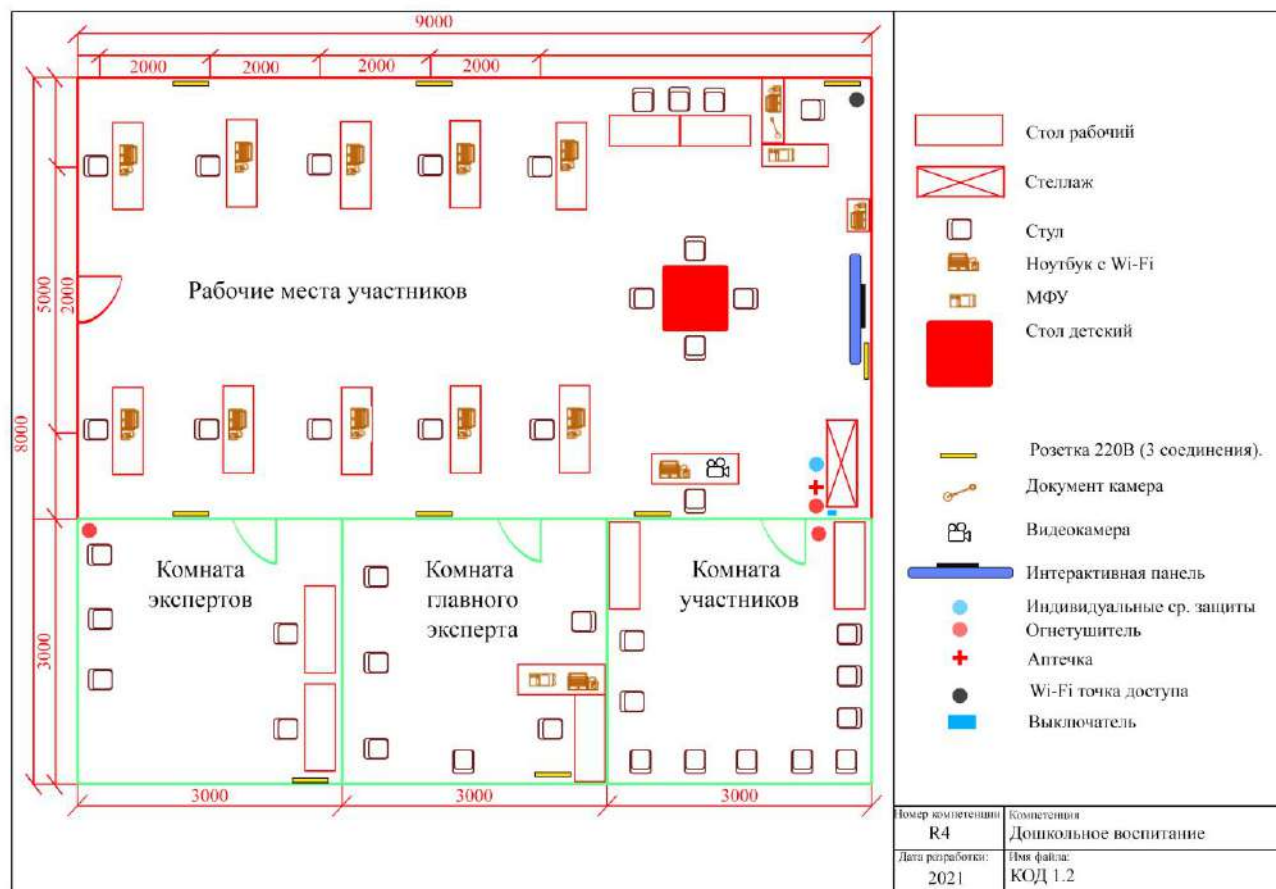 9000
2000
2000
2000
2000
5000
2000
8000
3000
Рабочие места участников
Комната
экспертов
Комната
главного
эксперта
Комната
участников
3000
3000
3000
Стол рабочий
Стеллаж
Стул
Ноутбук с Wi-Fi
МФУ
Стол детский
Розетка 220В (3 соединения).
Документ камера
Видеокамера
Интерактивная панель
Индивидуальные ср. защиты
Огнетушитель
Аптечка
Wi-Fi точка доступа
Выключатель
Номер компетенции
R4
Компетенция
Дошкольное воспитание
Дата разработки:
2021
Имя файла:
КОД 1.2